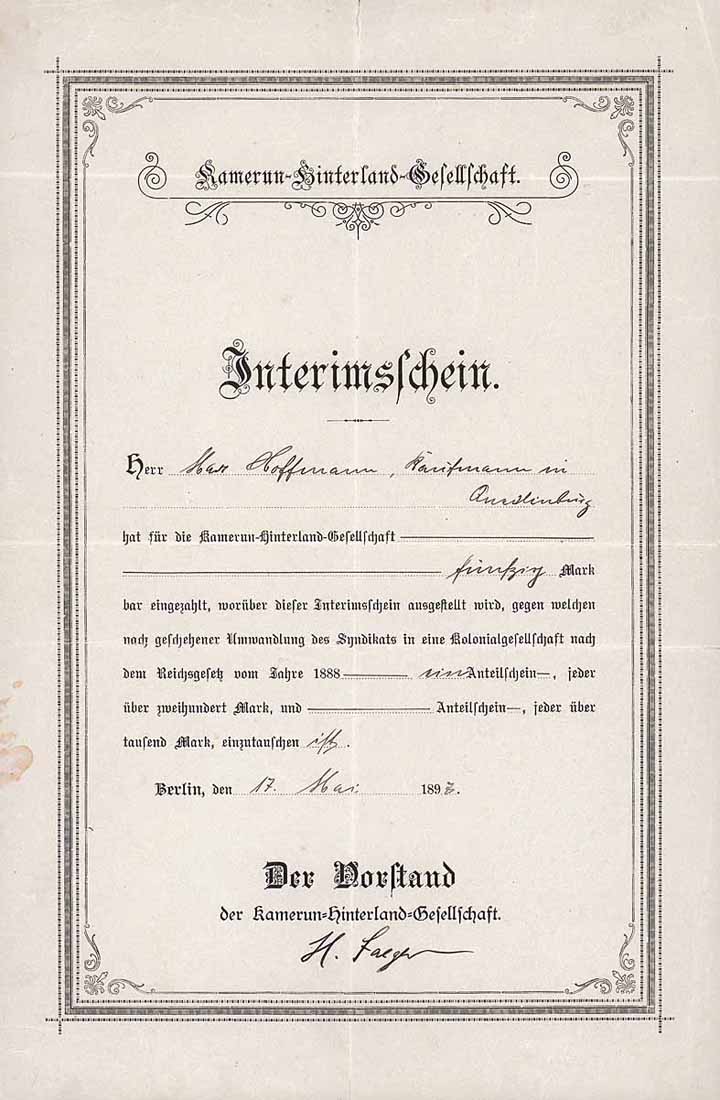 Kamerun-Hinterland-Gesellschaft.
Interimsschein.
Herr Max Hoffmann, Kaufmann in
Quedlinburg
hat für die Kamerun-Hinterland-Gesellschaft
fünfzig Mark
bar eingezahlt, worüber dieser Interimsschein ausgestellt wird, gegen welchen
nach geschehener Umwandlung des Syndikats in eine Kolonialgesellschaft nach
dem Reichsgesetz vom Jahre 1888 — ein Anteilschein—, jeder
über zweihundert Mark, und — Anteilschein—, jeder über
tausend Mark, einzutauschen ist.
Berlin, den 17. Mai 189
Der Vorstand
der Kamerun-Hinterland-Gesellschaft.
H. Jaeger